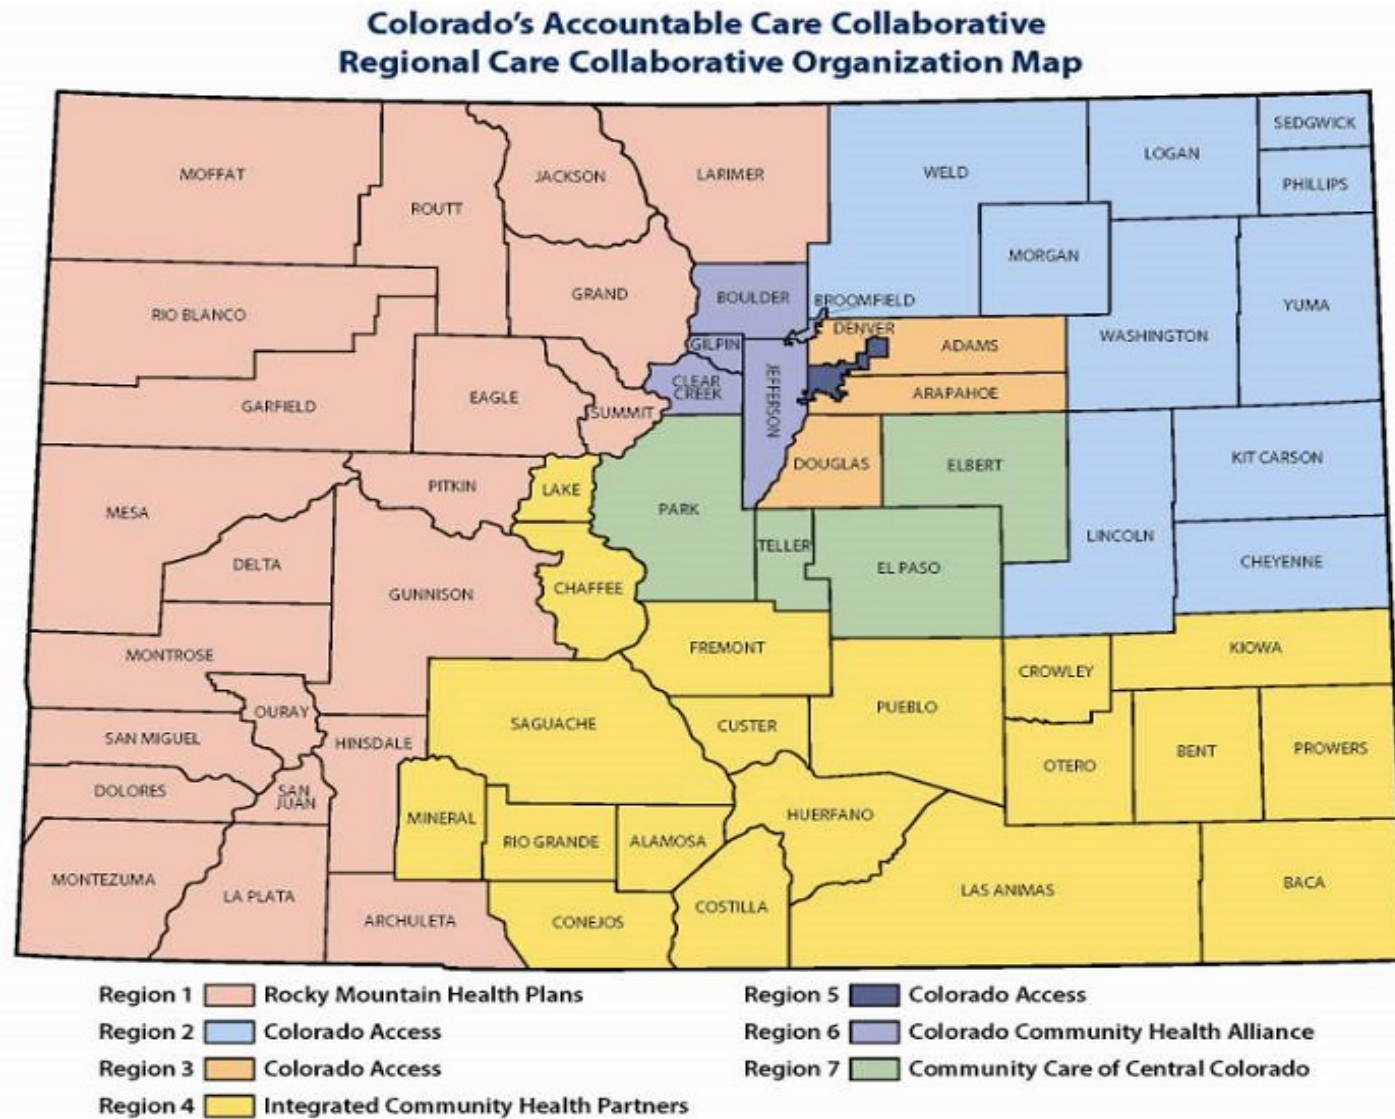 Colorado's Accountable Care Collaborative
Regional Care Collaborative Organization Map
MOFFAT
ROUTT
JACKSON
LARIMER
WELD
LOGAN
SEDGWICK
PHILLIPS
MORGAN
RIO BLANCO
GRAND
BOULDER
BROOMFIELD
WASHINGTON
YUMA
GILPIN
DENVER
ADAMS
GARFIELD
EAGLE
SUMMIT
CLEAR
CREEK
JEFFERSON
ARAPAHOE
MESA
PITKIN
LAKE
PARK
DOUGLAS
ELBERT
KIT CARSON
LINCOLN
CHEYENNE
DELTA
GUNNISON
CHAFFEE
TELLER
EL PASO
MONTROSE
FREMONT
CROWLEY
KIOWA
OURAY
SAN MIGUEL
HINSDALE
SAGUACHE
CUSTER
PUEBLO
OTERO
BENT
PROWERS
DOLORES
SAN
JUAN
MINERAL
RIO GRANDE
ALAMOSA
HUERFANO
MONTEZUMA
LA PLATA
ARCHULETA
CONEJOS
COSTILLA
LAS ANIMAS
BACA
Region 1 Rocky Mountain Health Plans
Region 2 Colorado Access
Region 3 Colorado Access
Region 4 Integrated Community Health Partners
Region 5 Colorado Access
Region 6 Colorado Community Health Alliance
Region 7 Community Care of Central Colorado